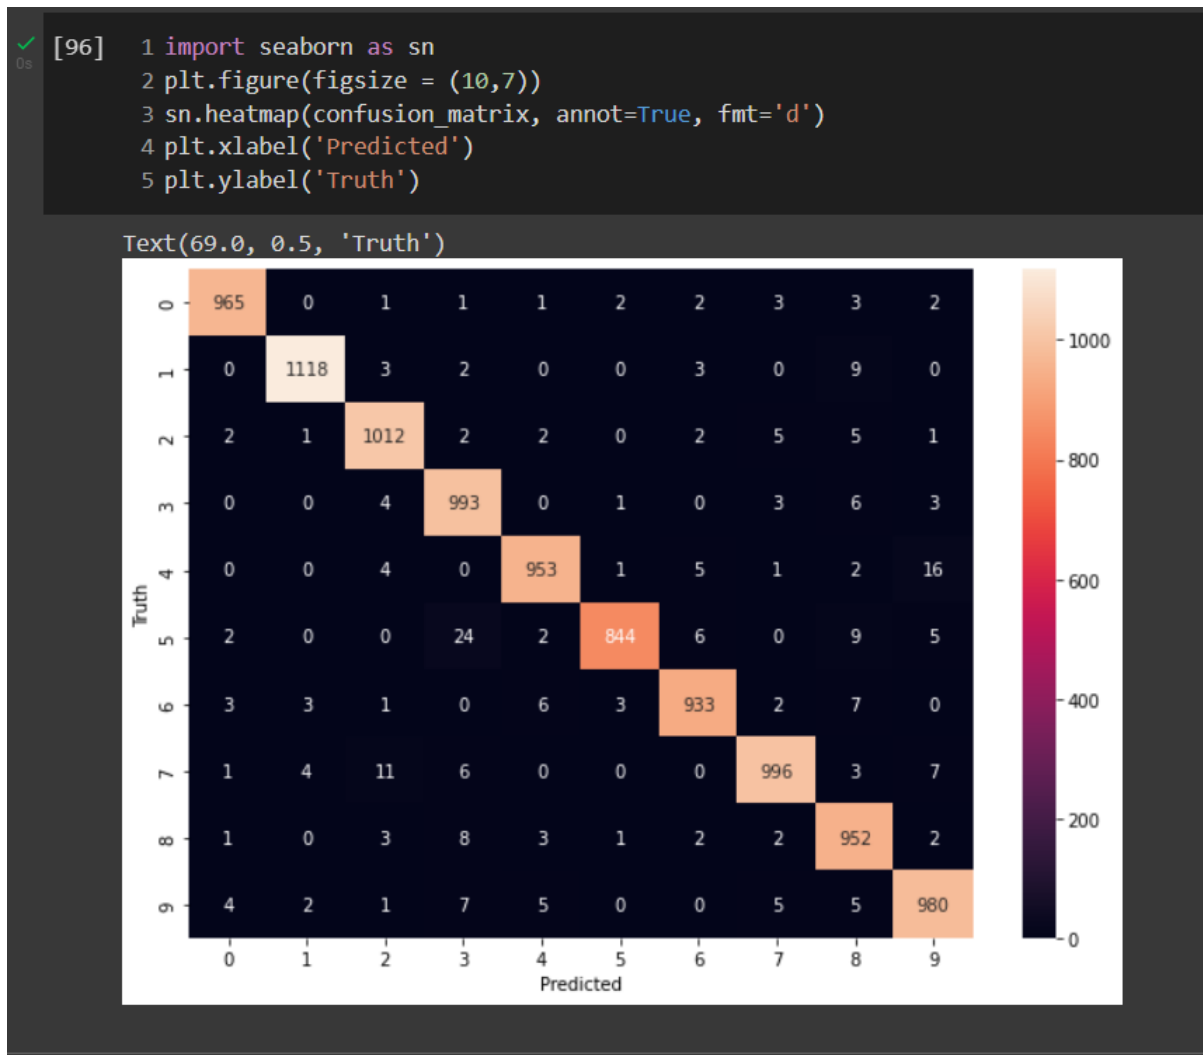 [96] 1 import seaborn as sn
0s 2 plt.figure(figsize = (10,7))
3 sn.heatmap(confusion_matrix, annot=True, fmt='d')
4 plt.xlabel('Predicted')
5 plt.ylabel('Truth')
Text(69.0, 0.5, 'Truth')
0 965 0 1 1 1 2 2 3 3 2
1 0 1118 3 2 0 0 3 0 9 0
2 2 1 1012 2 2 0 2 5 5 1
3 0 0 4 993 0 1 0 3 6 3
4 0 0 4 0 953 1 5 1 2 16
5 2 0 0 24 2 844 6 0 9 5
6 3 3 1 0 6 3 933 2 7 0
7 1 4 11 6 0 0 0 996 3 7
8 1 0 3 8 3 1 2 2 952 2
9 4 2 1 7 5 0 0 5 5 980
0 1 2 3 4 5 6 7 8 9
Predicted
Truth
1000
800
600
400
200
0